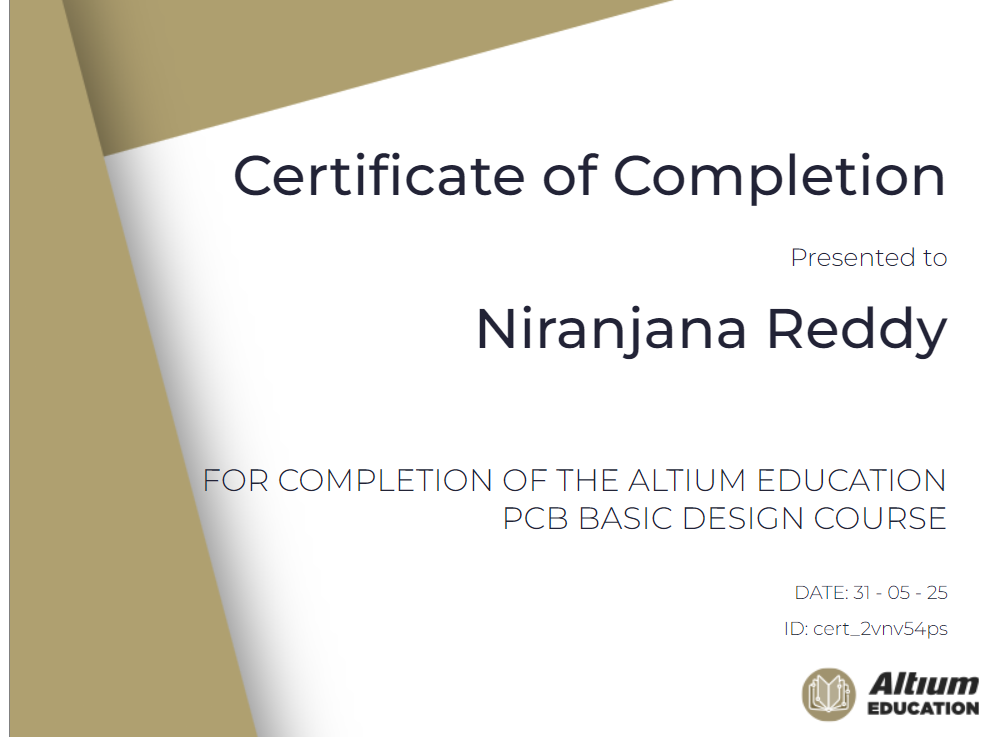 Certificate of Completion
Presented to
Niranjana Reddy
FOR COMPLETION OF THE ALTIUM EDUCATION
PCB BASIC DESIGN COURSE
DATE: 31 - 05 - 25
ID: cert_2vnv54ps
Altium
EDUCATION